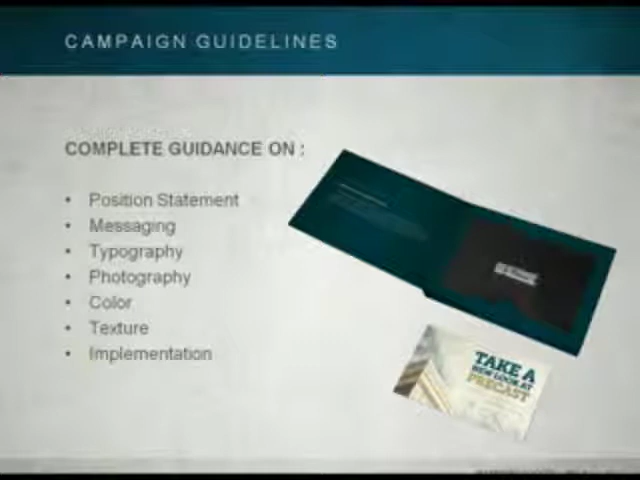 CAMPAIGN GUIDELINES
COMPLETE GUIDANCE ON :
• Position Statement
• Messaging
• Typography
• Photography
• Color
• Texture
• Implementation
TAKE A
NEW LOOK AT
PRECAST